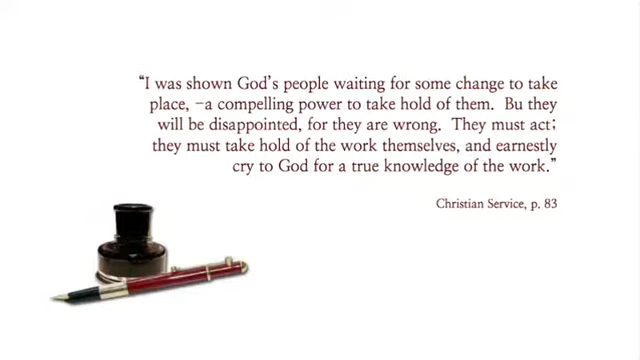 “I was shown God’s people waiting for some change to take
place, –a compelling power to take hold of them.  Bu they
will be disappointed, for they are wrong.  They must act;
they must take hold of the work themselves, and earnestly
cry to God for a true knowledge of the work.”
Christian Service, p. 83